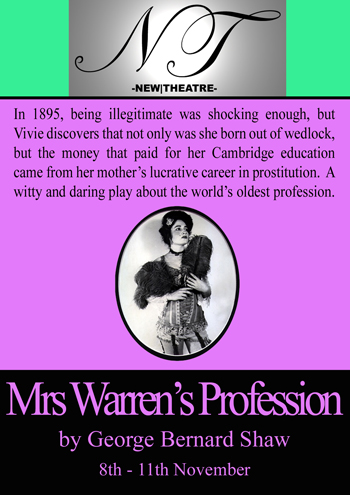 NT
-NEW|THEATRE-
In 1895, being illegitimate was shocking enough, but
Vivie discovers that not only was she born out of wedlock,
but the money that paid for her Cambridge education
came from her mother's lucrative career in prostitution. A
witty and daring play about the world's oldest profession.
Mrs Warren's Profession
by George Bernard Shaw
8th - 11th November